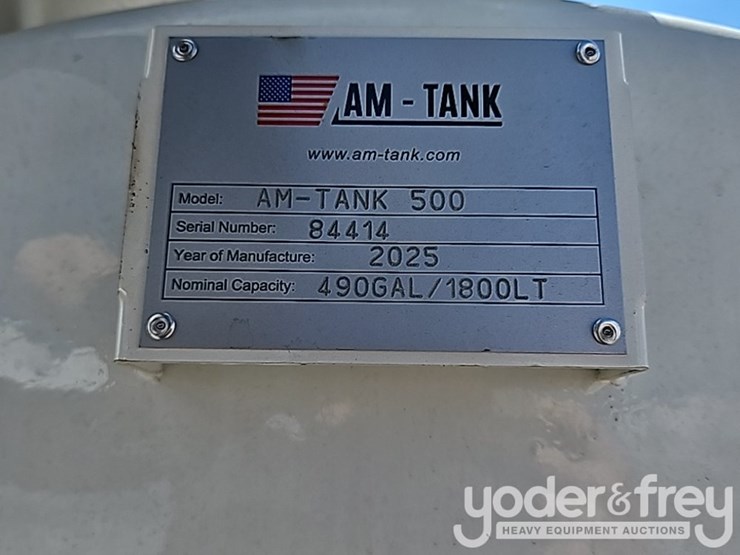 AM - TANK
www.am-tank.com
Model: AM-TANK 500
Serial Number: 84414
Year of Manufacture: 2025
Nominal Capacity: 490GAL/1800LT
yoder&frey
HEAVY EQUIPMENT AUCTIONS